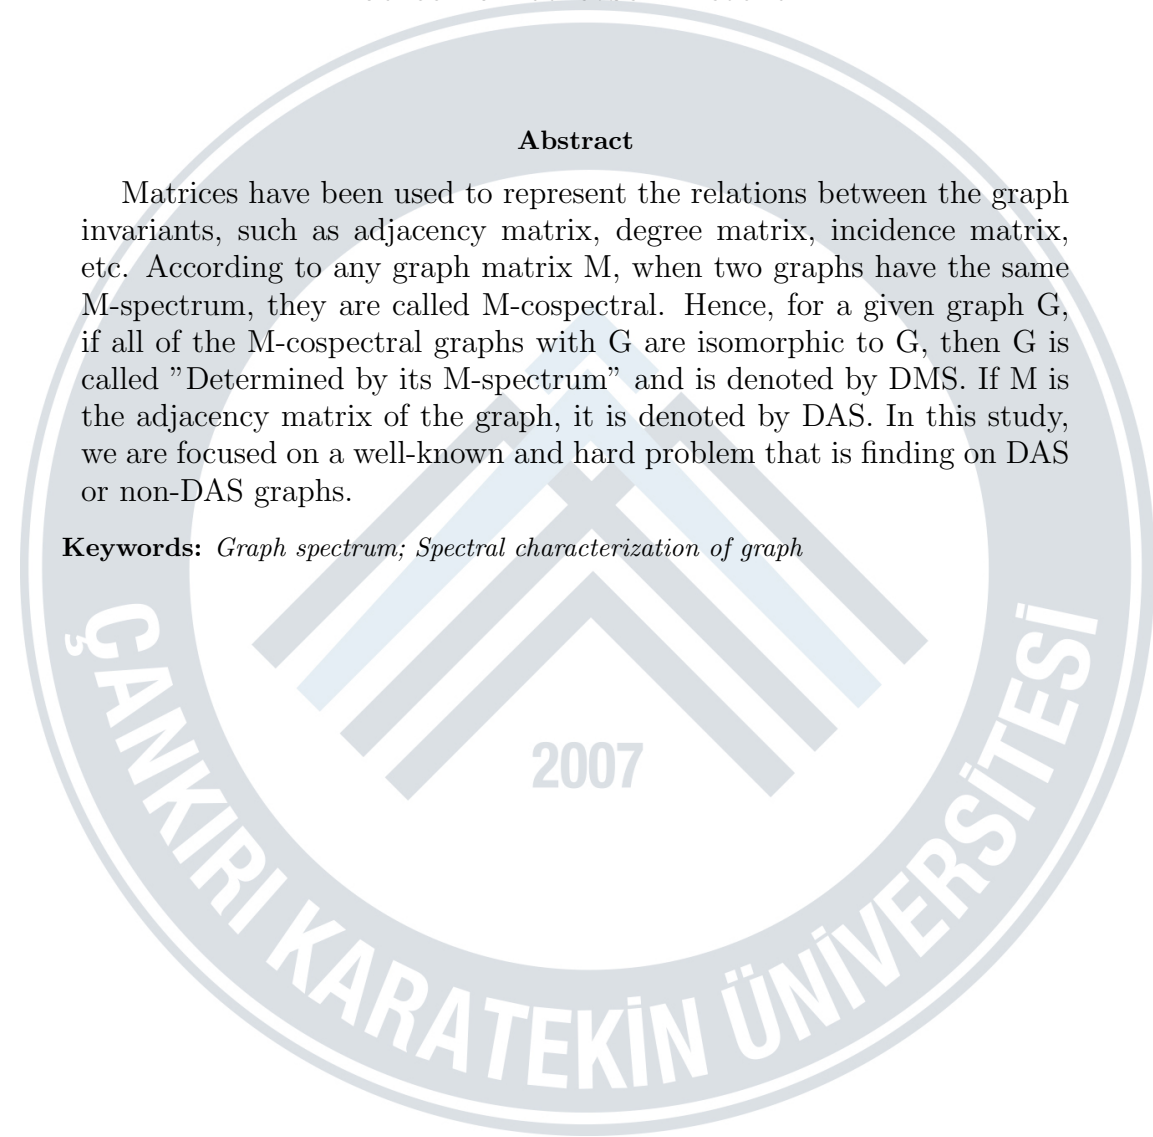 Abstract
Matrices have been used to represent the relations between the graph
invariants, such as adjacency matrix, degree matrix, incidence matrix,
etc. According to any graph matrix M, when two graphs have the same
M-spectrum, they are called M-cospectral. Hence, for a given graph G,
if all of the M-cospectral graphs with G are isomorphic to G, then G is
called ”Determined by its M-spectrum” and is denoted by DMS. If M is
the adjacency matrix of the graph, it is denoted by DAS. In this study,
we are focused on a well-known and hard problem that is finding on DAS
or non-DAS graphs.
Keywords: Graph spectrum; Spectral characterization of graph
2007
ÇANKIRI KARATEKİN ÜNİVERSİTESİ